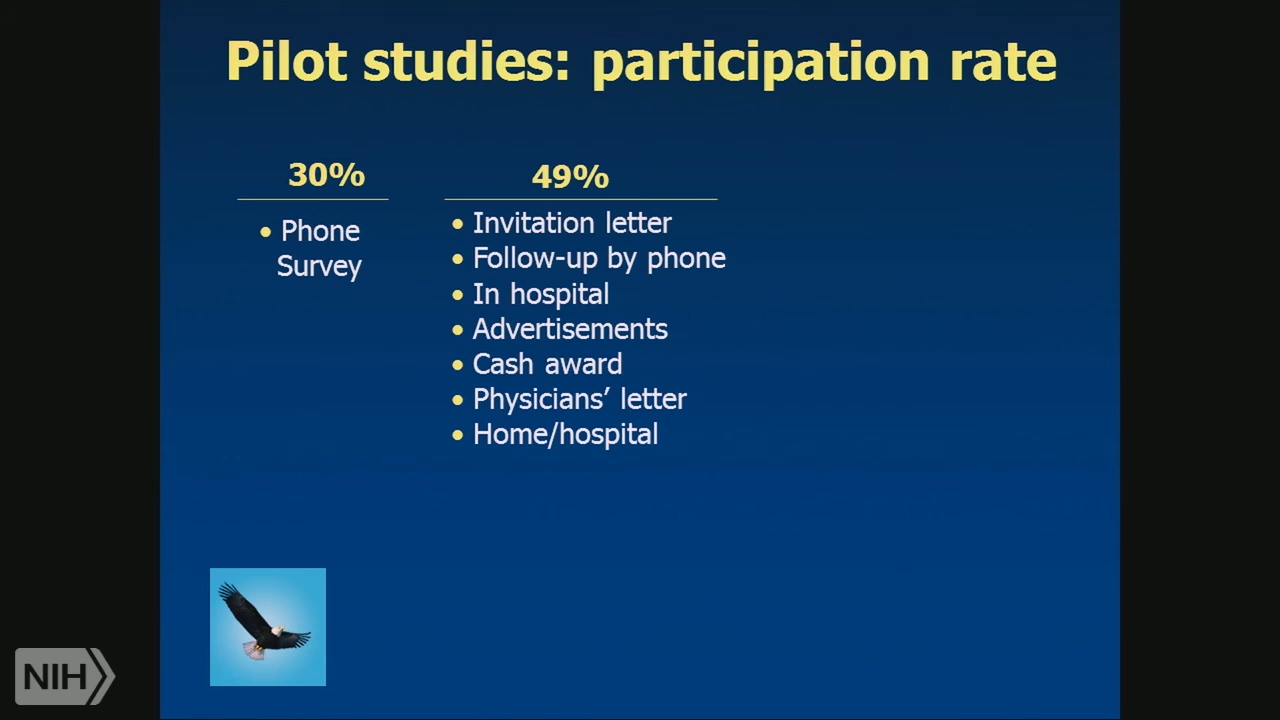 Pilot studies: participation rate
30%
• Phone
Survey
49%
• Invitation letter
• Follow-up by phone
• In hospital
• Advertisements
• Cash award
• Physicians’ letter
• Home/hospital
NIH